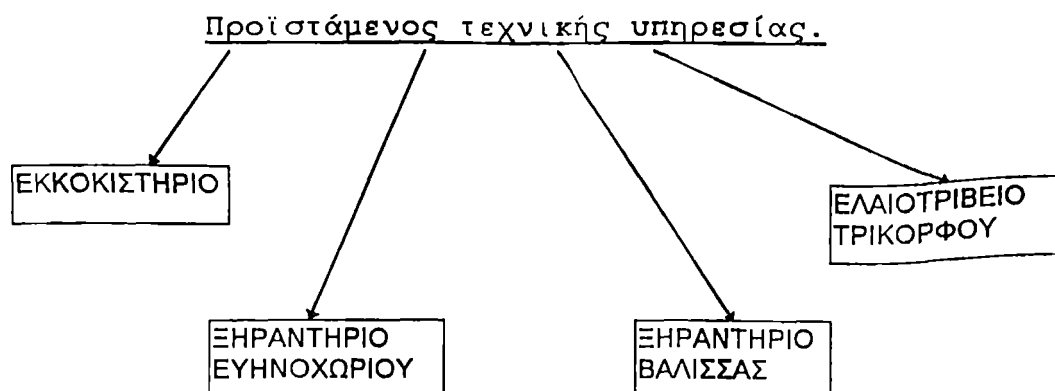 Προϊστάμενος τεχνικής υπηρεσίας.
ΕΚΚΟΚΙΣΤΗΡΙΟ
ΕΛΑΙΟΤΡΙΒΕΙΟ
ΤΡΙΚΟΡΦΟΥ
ΞΗΡΑΝΤΗΡΙΟ
ΕΥΗΝΟΧΩΡΙΟΥ
ΞΗΡΑΝΤΗΡΙΟ
ΒΑΛΙΣΣΑΣ